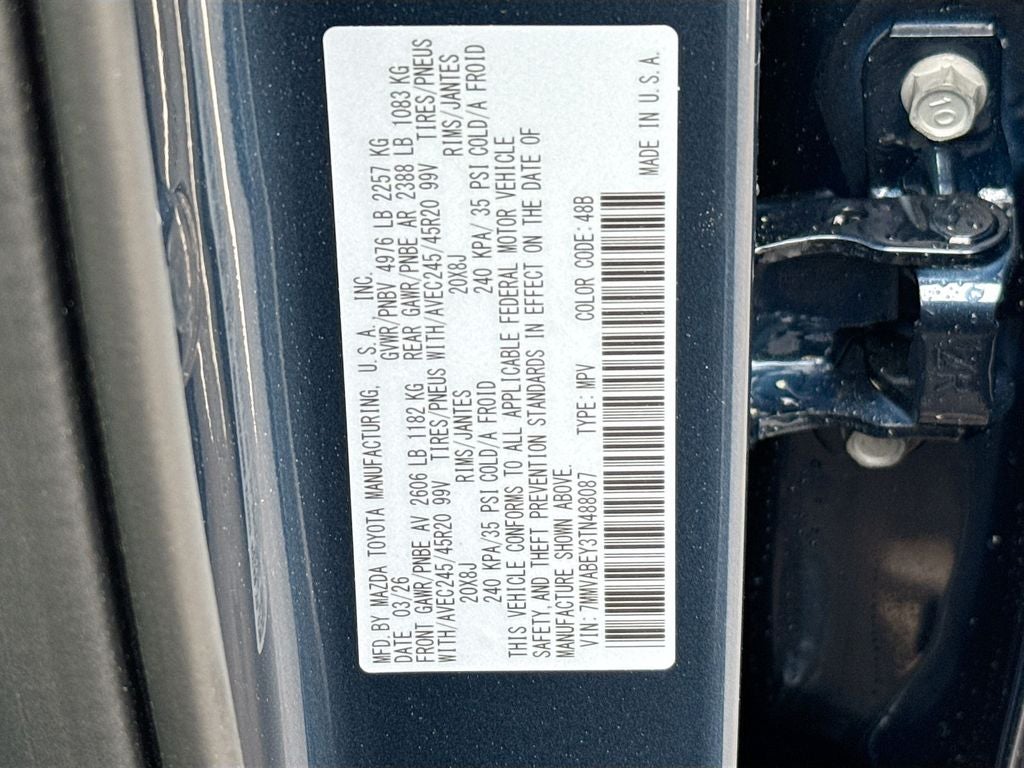 MFD. BY MAZDA TOYOTA MANUFACTURING, U.S.A, INC.
DATE 03/26 GVWR/PNBV 4976 LB 2257 KG
FRONT GAWR/PNBE AV 2606 LB 1182 KG REAR GAWR/PNBE AR 2388 LB 1083 KG
WITH/AVEC245/45R20 99V TIRES/PNEUS WITH/AVEC245/45R20 99V TIRES/PNEUS
20X8J RIMS/JANTES 20X8J RIMS/JANTES
240 KPA/35 PSI COLD/A FROID 240 KPA/35 PSI COLD/A FROID
THIS VEHICLE CONFORMS TO ALL APPLICABLE FEDERAL MOTOR VEHICLE
SAFETY,AND THEFT PREVENTION STANDARDS IN EFFECT ON THE DATE OF
MANUFACTURE SHOWN ABOVE.
VIN: 7MMVABEY3TN488087 TYPE: MPV COLOR CODE: 48B
MADE IN U.S.A.
10